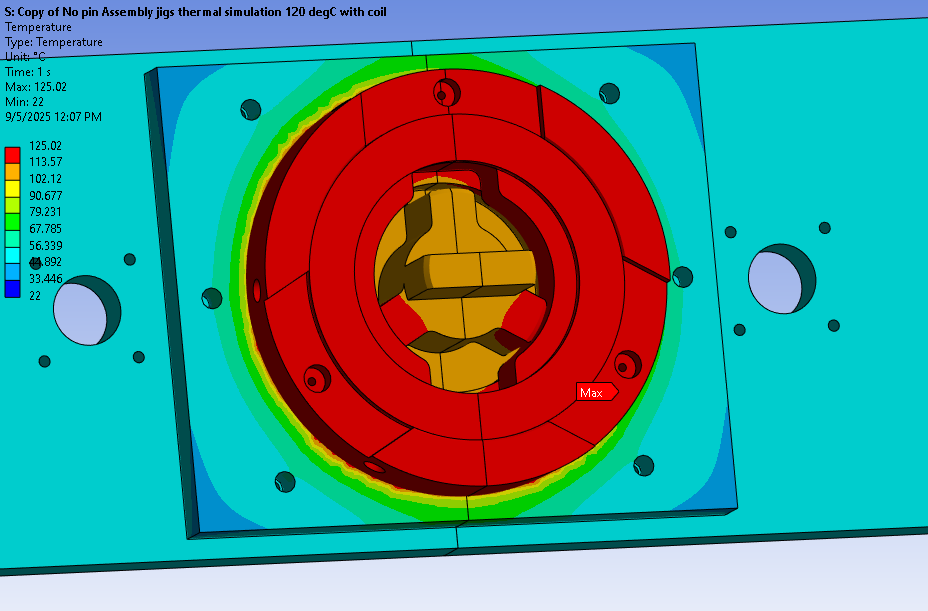 S: Copy of No pin Assembly jigs thermal simulation 120 degC with coil
Temperature
Type: Temperature
Unit: °C
Time: 1 s
Max: 125.02
Min: 22
9/5/2025 12:07 PM
125.02
113.57
102.12
90.677
79.231
67.785
56.339
44.892
33.446
22
Max